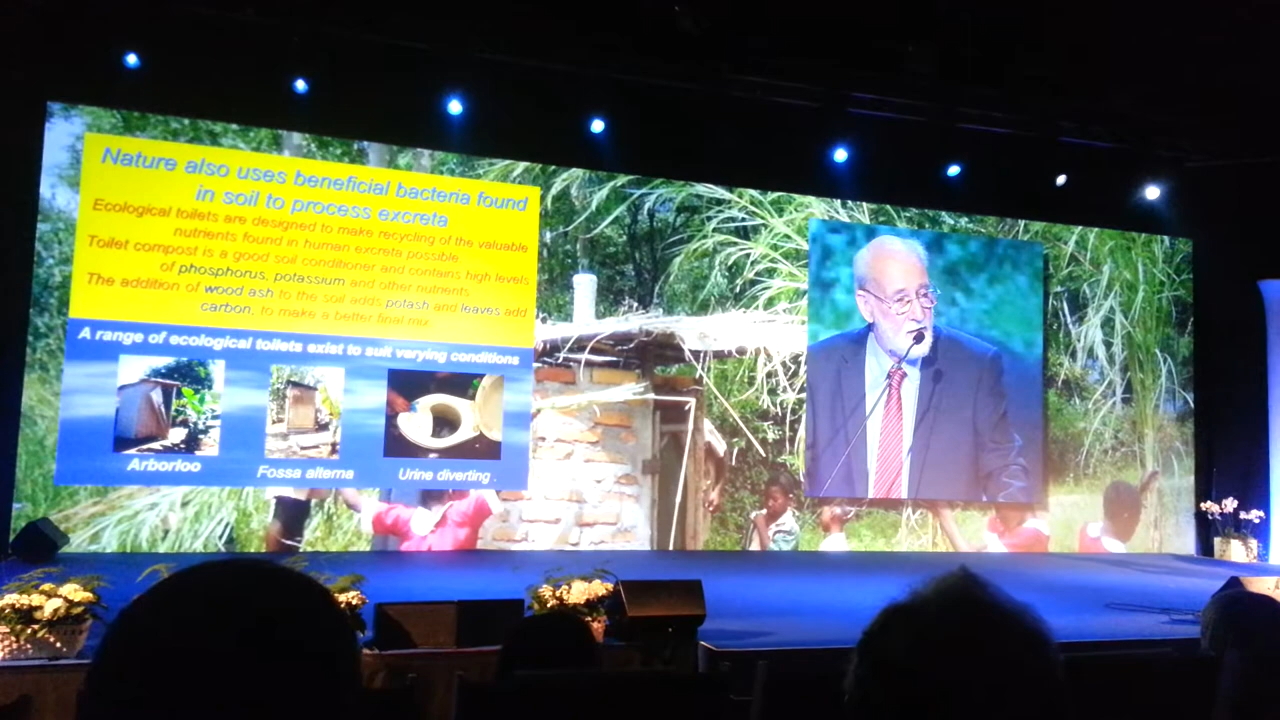 Nature also uses beneficial bacteria found
in soil to process excreta
Ecological toilets are designed to make recycling of the valuable
nutrients found in human excreta possible.
Toilet compost is a good soil conditioner and contains high levels
of phosphorus, potassium and other nutrients.
The addition of wood ash to the soil adds potash and leaves add
carbon, to make a better final mix.
A range of ecological toilets exist to suit varying conditions
Arborloo
Fossa alterna
Urine diverting .